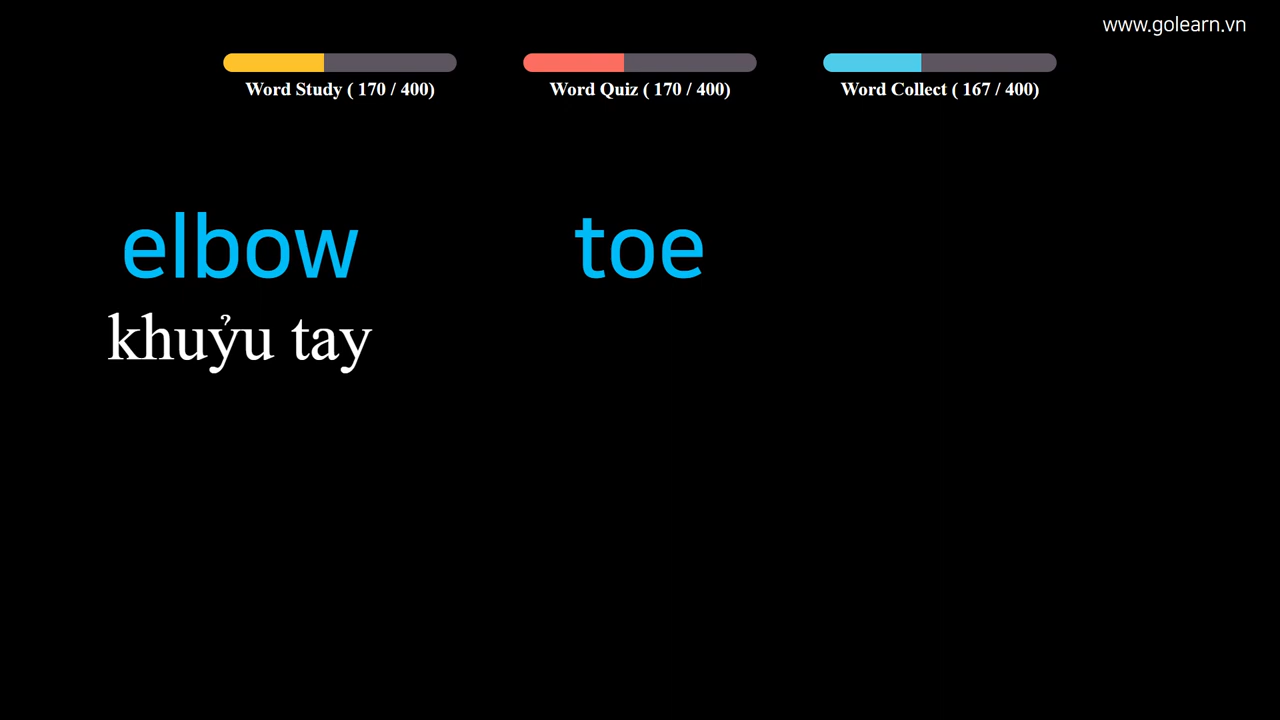 www.golearn.vn
Word Study ( 170 / 400)
Word Quiz ( 170 / 400)
Word Collect ( 167 / 400)
elbow
khuỷu tay
toe